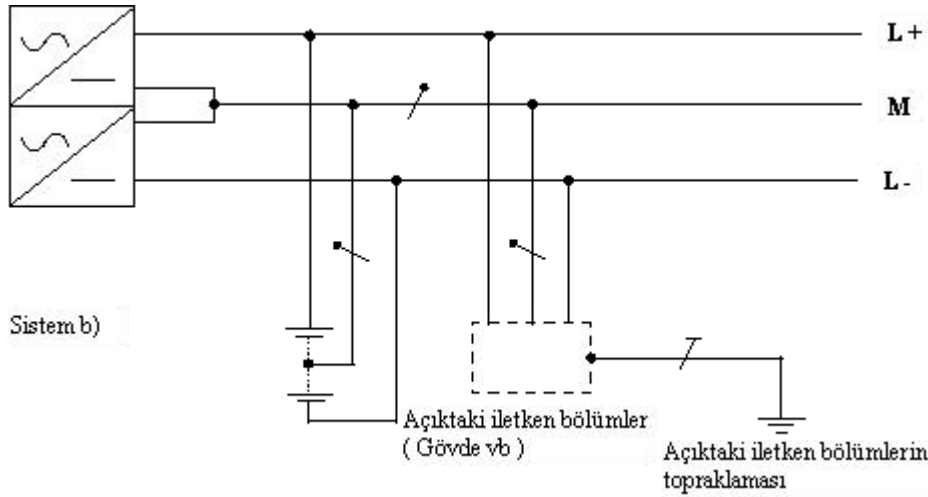 L+
M
L-
Sistem b)
Açıktaki iletken bölümler
( Gövde vb )
Açıktaki iletken bölümlerin
topraklaması